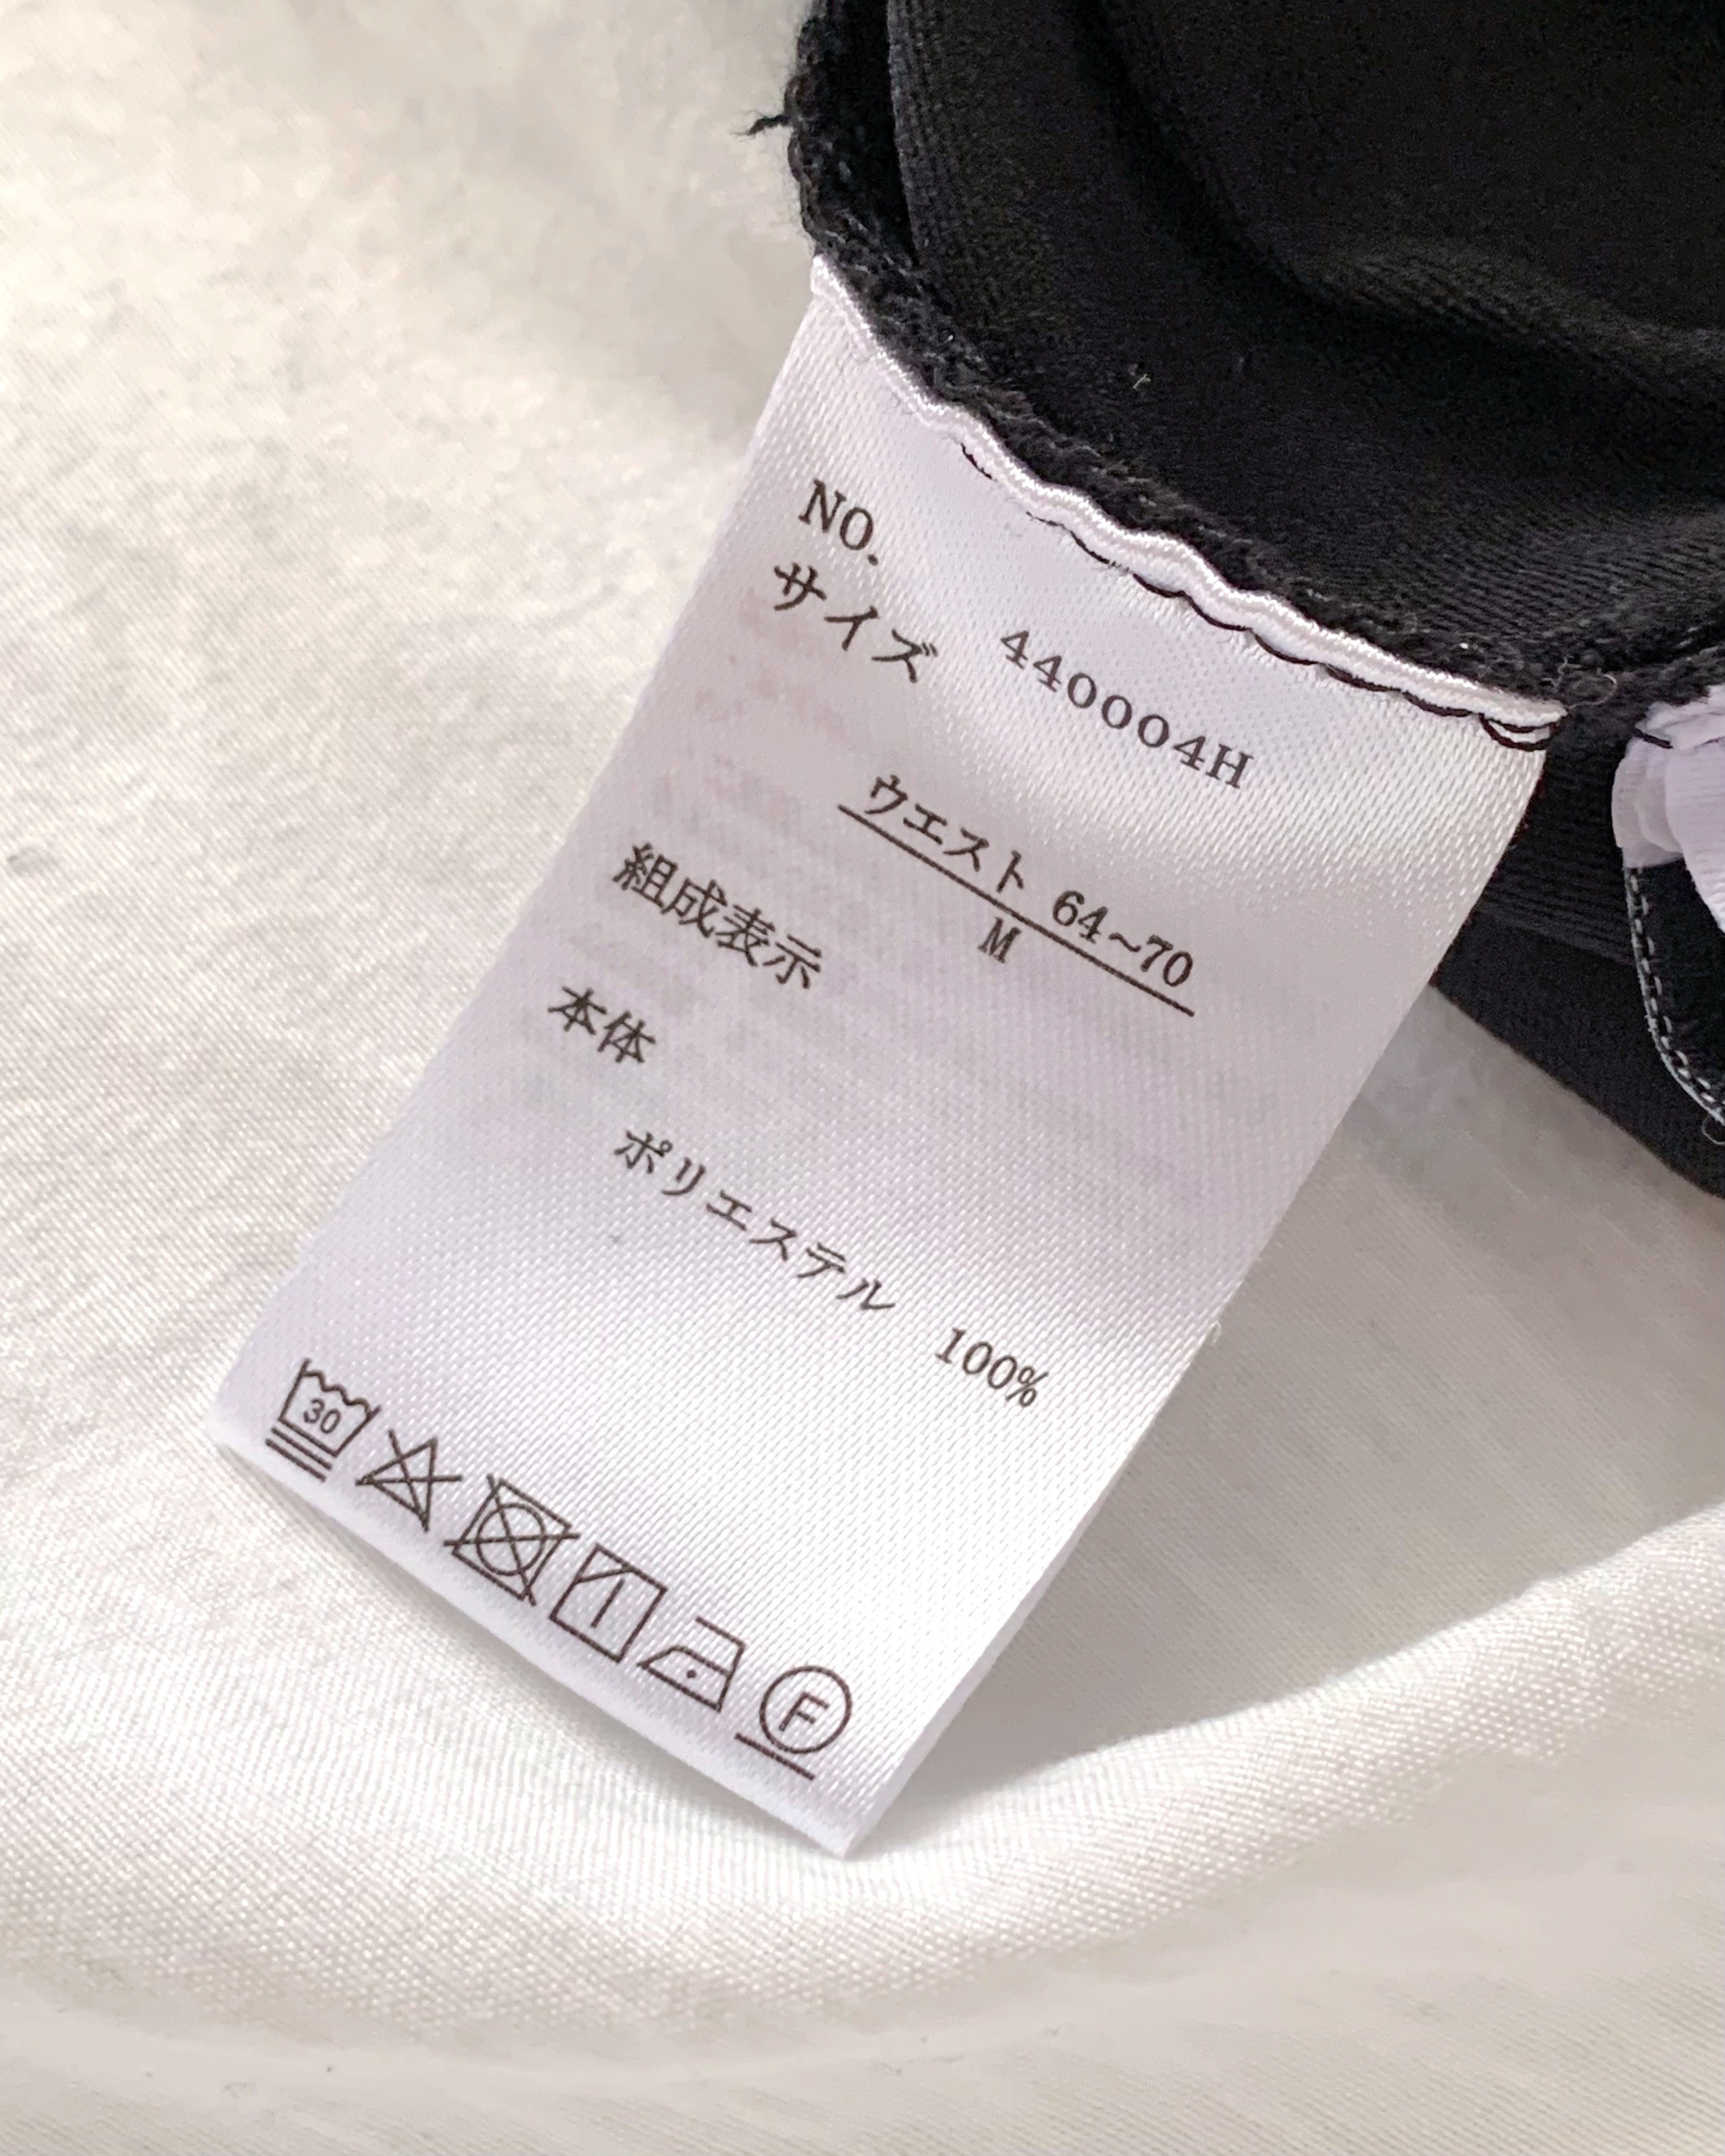 NO. 440004H
サイズ
ウエスト 64~70
M
組成表示
本体
ポリエステル 100%
30
F